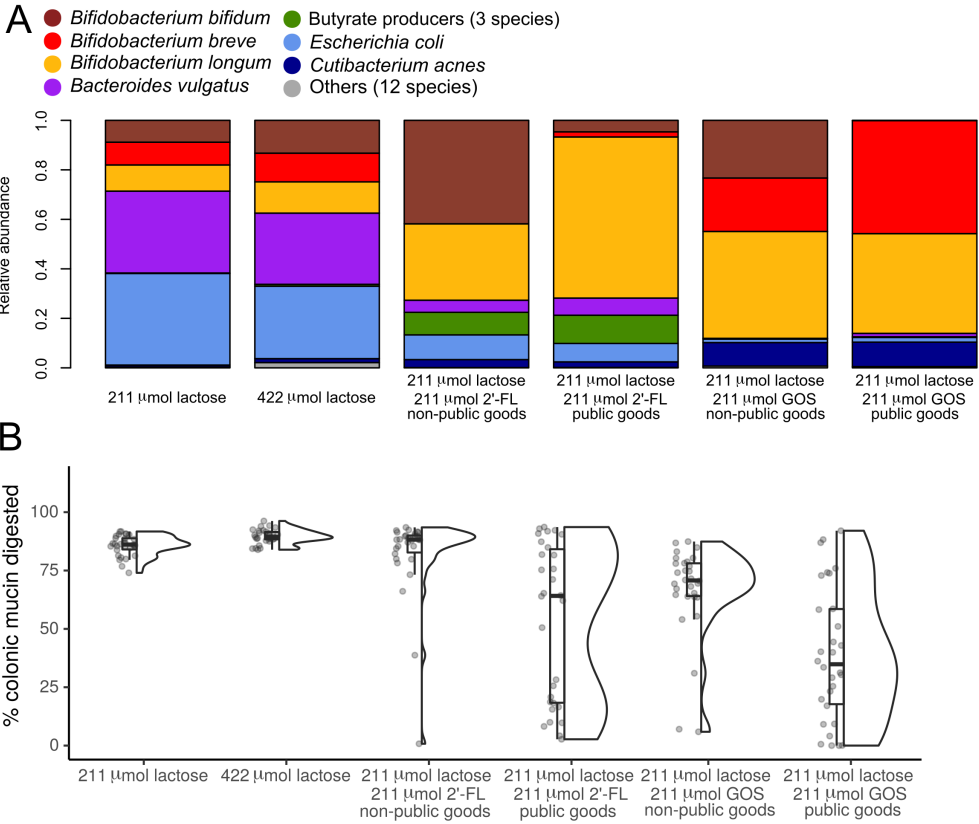 A
Bifidobacterium bifidum
Bifidobacterium breve
Bifidobacterium longum
Bacteroides vulgatus
Butyrate producers (3 species)
Escherichia coli
Cutibacterium acnes
Others (12 species)
Relative abundance
1.0
0.8
0.6
0.4
0.2
0.0
211 µmol lactose
422 µmol lactose
211 µmol lactose
211 µmol 2'-FL
non-public goods
211 µmol lactose
211 µmol 2'-FL
public goods
211 µmol lactose
211 µmol GOS
non-public goods
211 µmol lactose
211 µmol GOS
public goods
B
% colonic mucin digested
100
75
50
25
0
211 µmol lactose
422 µmol lactose
211 µmol lactose
211 µmol 2'-FL
non-public goods
211 µmol lactose
211 µmol 2'-FL
public goods
211 µmol lactose
211 µmol GOS
non-public goods
211 µmol lactose
211 µmol GOS
public goods